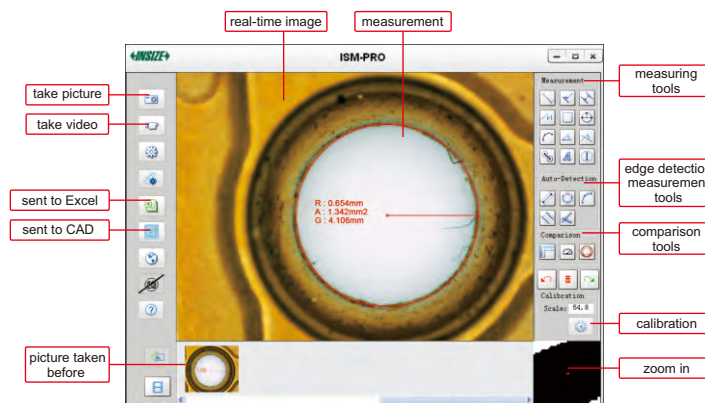 real-time image
measurement
INSIZE
ISM-PRO
take picture
take video
sent to Excel
sent to CAD
picture taken
before
R : 0.654mm
A : 1.342mm2
G : 4.106mm
Measurement
measuring
tools
Auto-Detection
edge detection
measurement
tools
Comparison
comparison
tools
Calibration
Scale: 54.8
calibration
zoom in